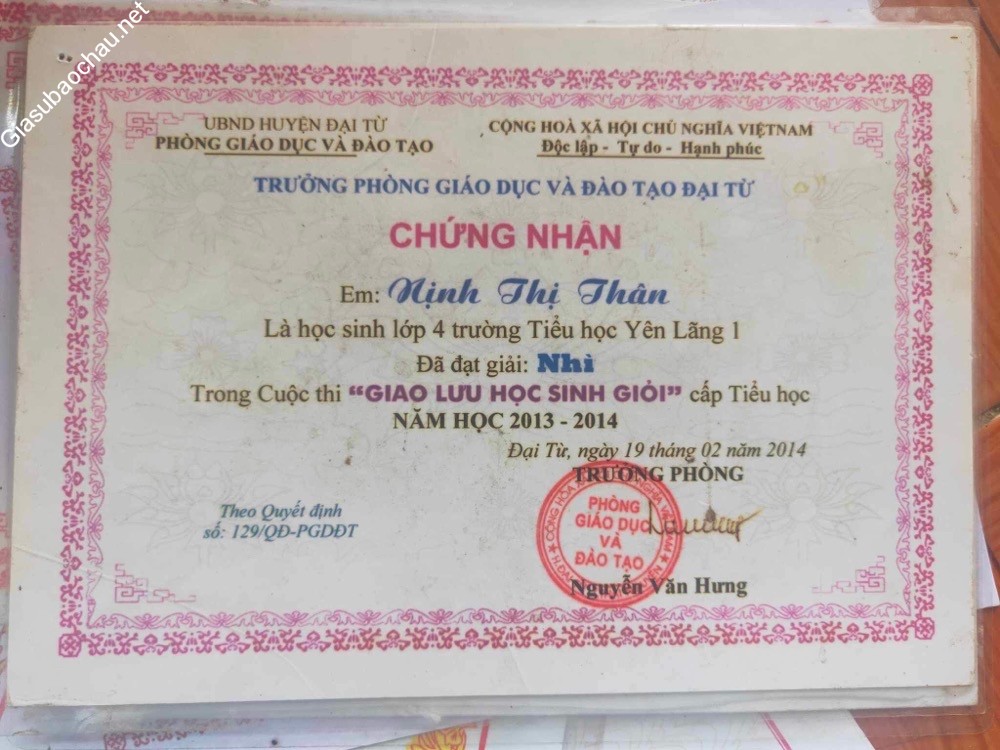 Giasubaochau.net
UBND HUYỆN ĐẠI TỪ
PHÒNG GIÁO DỤC VÀ ĐÀO TẠO
CỘNG HOÀ XÃ HỘI CHỦ NGHĨA VIỆTNAM
Độc lập - Tự do - Hạnh phúc
TRƯỞNG PHÒNG GIÁO DỤC VÀ ĐÀO TẠO ĐẠI TỪ
CHỨNG NHẬN
Em: Nịnh Thị Thân
Là học sinh lớp 4 trường Tiểu học Yên Lãng 1
Đã đạt giải: Nhì
Trong Cuộc thi “GIAO LƯU HỌC SINH GIỎI” cấp Tiểu học
NĂM HỌC 2013 - 2014
Đại Từ, ngày 19 tháng 02 năm 2014
TRƯỞNG PHÒNG
Theo Quyết định
số: 129/QĐ-PGDĐT
PHÒNG
GIÁO DỤC
VÀ
ĐÀO TẠO
Nguyễn Văn Hưng